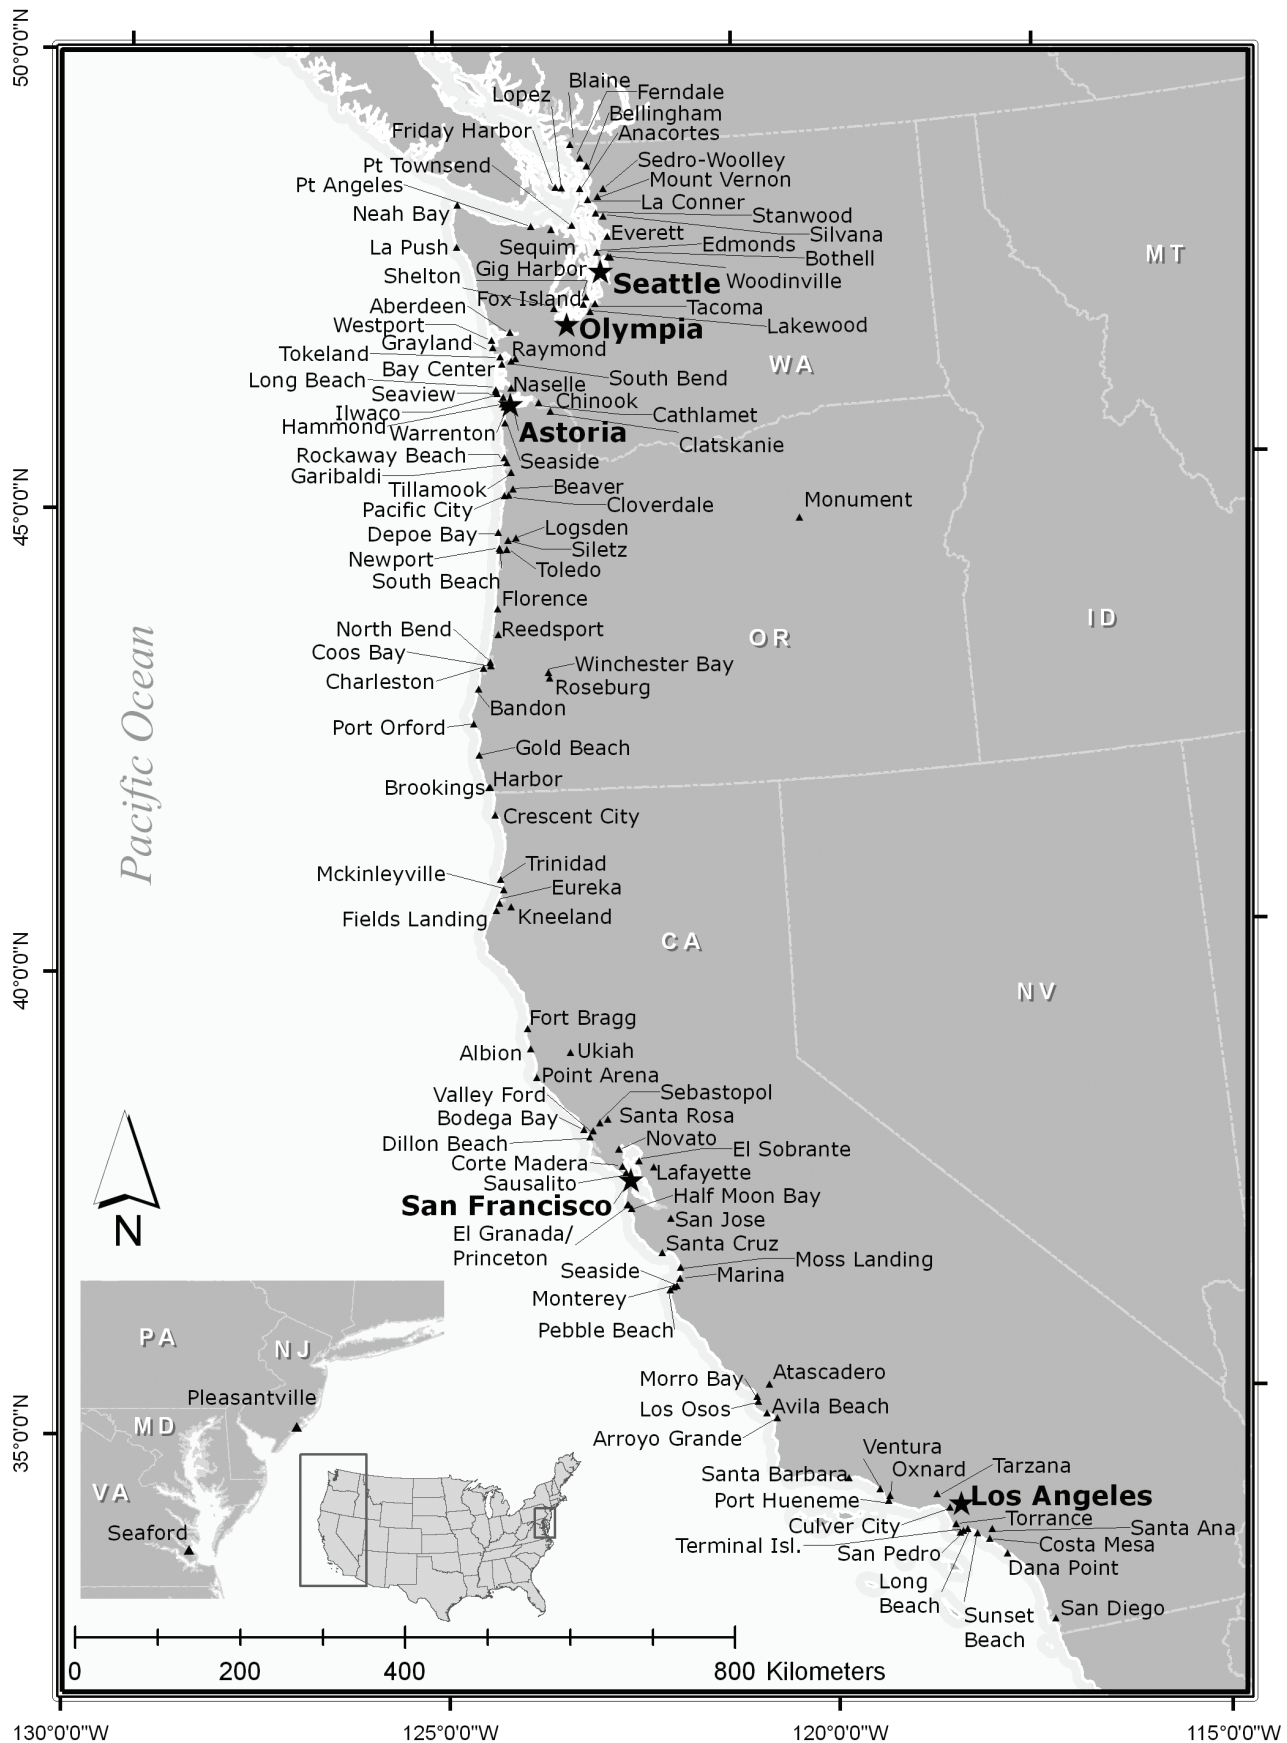 50°0'0"N
Blaine
Lopez
Ferndale
Bellingham
Friday Harbor
Anacortes
Pt Townsend
Sedro-Woolley
Pt Angeles
Mount Vernon
La Conner
Neah Bay
Stanwood
Silvana
La Push
Everett
Sequim
Edmonds
MT
Bothell
Shelton
Gig Harbor
Seattle
Woodinville
Aberdeen
Fox Island
Tacoma
Westport
Olympia
Lakewood
Grayland
Tokeland
Raymond
WA
Bay Center
Long Beach
South Bend
Seaview
Naselle
Ilwaco
Chinook
Hammond
Cathlamet
Warrenton
Astoria
Clatskanie
Rockaway Beach
Seaside
Garibaldi
Tillamook
Beaver
Pacific City
Cloverdale
Monument
45°0'0"N
Depoe Bay
Logsden
Newport
Siletz
South Beach
Toledo
Florence
ID
North Bend
Reedsport
OR
Coos Bay
Winchester Bay
Charleston
Roseburg
Bandon
Port Orford
Pacific Ocean
Gold Beach
Harbor
Brookings
Crescent City
Trinidad
Mckinleyville
Eureka
Fields Landing
Kneeland
CA
40°0'0"N
NV
Fort Bragg
Albion
Ukiah
Point Arena
Valley Ford
Sebastopol
Bodega Bay
Santa Rosa
Dillon Beach
Novato
El Sobrante
Corte Madera
Lafayette
Sausalito
San Francisco
Half Moon Bay
N
El Granada/
Princeton
San Jose
Santa Cruz
Moss Landing
Seaside
Marina
Monterey
Pebble Beach
PA
NJ
Morro Bay
Atascadero
Pleasantville
Los Osos
Avila Beach
MD
Arroyo Grande
35°0'0"N
Ventura
Oxnard
Santa Barbara
Tarzana
VA
Port Hueneme
Los Angeles
Culver City
Torrance
Seaford
Santa Ana
Terminal Isl.
Costa Mesa
San Pedro
Dana Point
Long
Beach
San Diego
Sunset
Beach
0
200
400
800 Kilometers
130°0'0"W
125°0'0"W
120°0'0"W
115°0'0"W